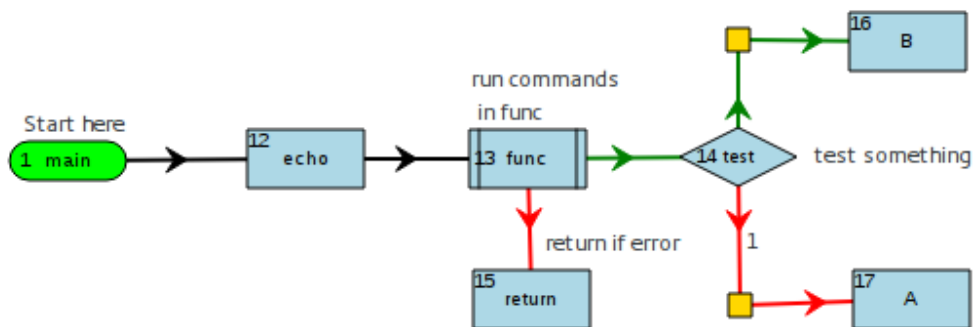 16
B
run commands
in func
Start here
1 main
12
echo
13 func
14 test
test something
return if error
1
15
return
17
A